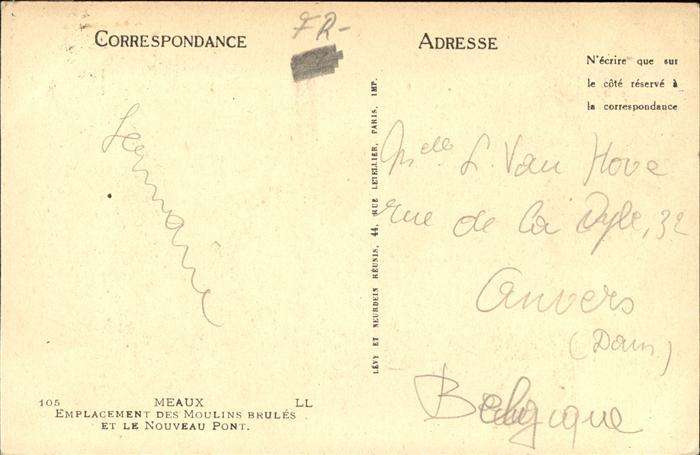 FR-
CORRESPONDANCE
ADRESSE
N'écrire que sur
le côté réservé à
la correspondance
Germaine
LÉVY ET NEURDEIN RÉUNIS, 44, RUE LETELLIER, PARIS, IMP.
Melle L. Van Hove
rue de la Dyle, 32
Anvers
(Dam)
Belgique
105 MEAUX LL
EMPLACEMENT DES MOULINS BRULÉS
ET LE NOUVEAU PONT.